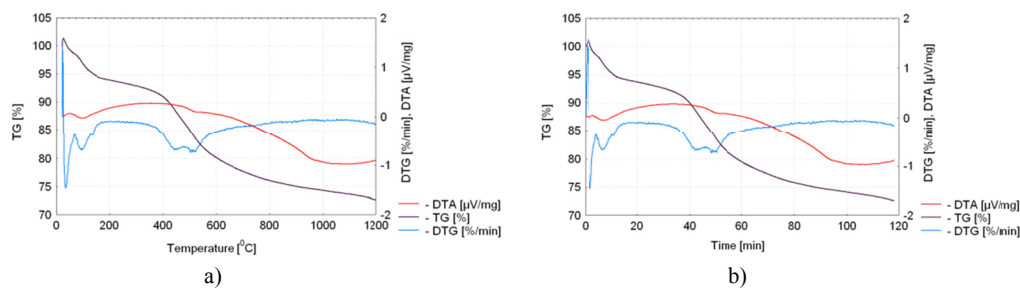 a)
105
100
95
90
85
80
75
70
TG [%]
2
1
0
-1
-2
DTG [%/min], DTA [µV/mg]
0 200 400 600 800 1000 1200
Temperature [⁰C]
- DTA [µV/mg]
- TG [%]
- DTG [%/min]
a)
b)
105
100
95
90
85
80
75
70
TG [%]
2
1
0
-1
-2
DTG [%/min], DTA [µV/mg]
0 20 40 60 80 100 120
Time [min]
- DTA [µV/mg]
- TG [%]
- DTG [%/min]
b)